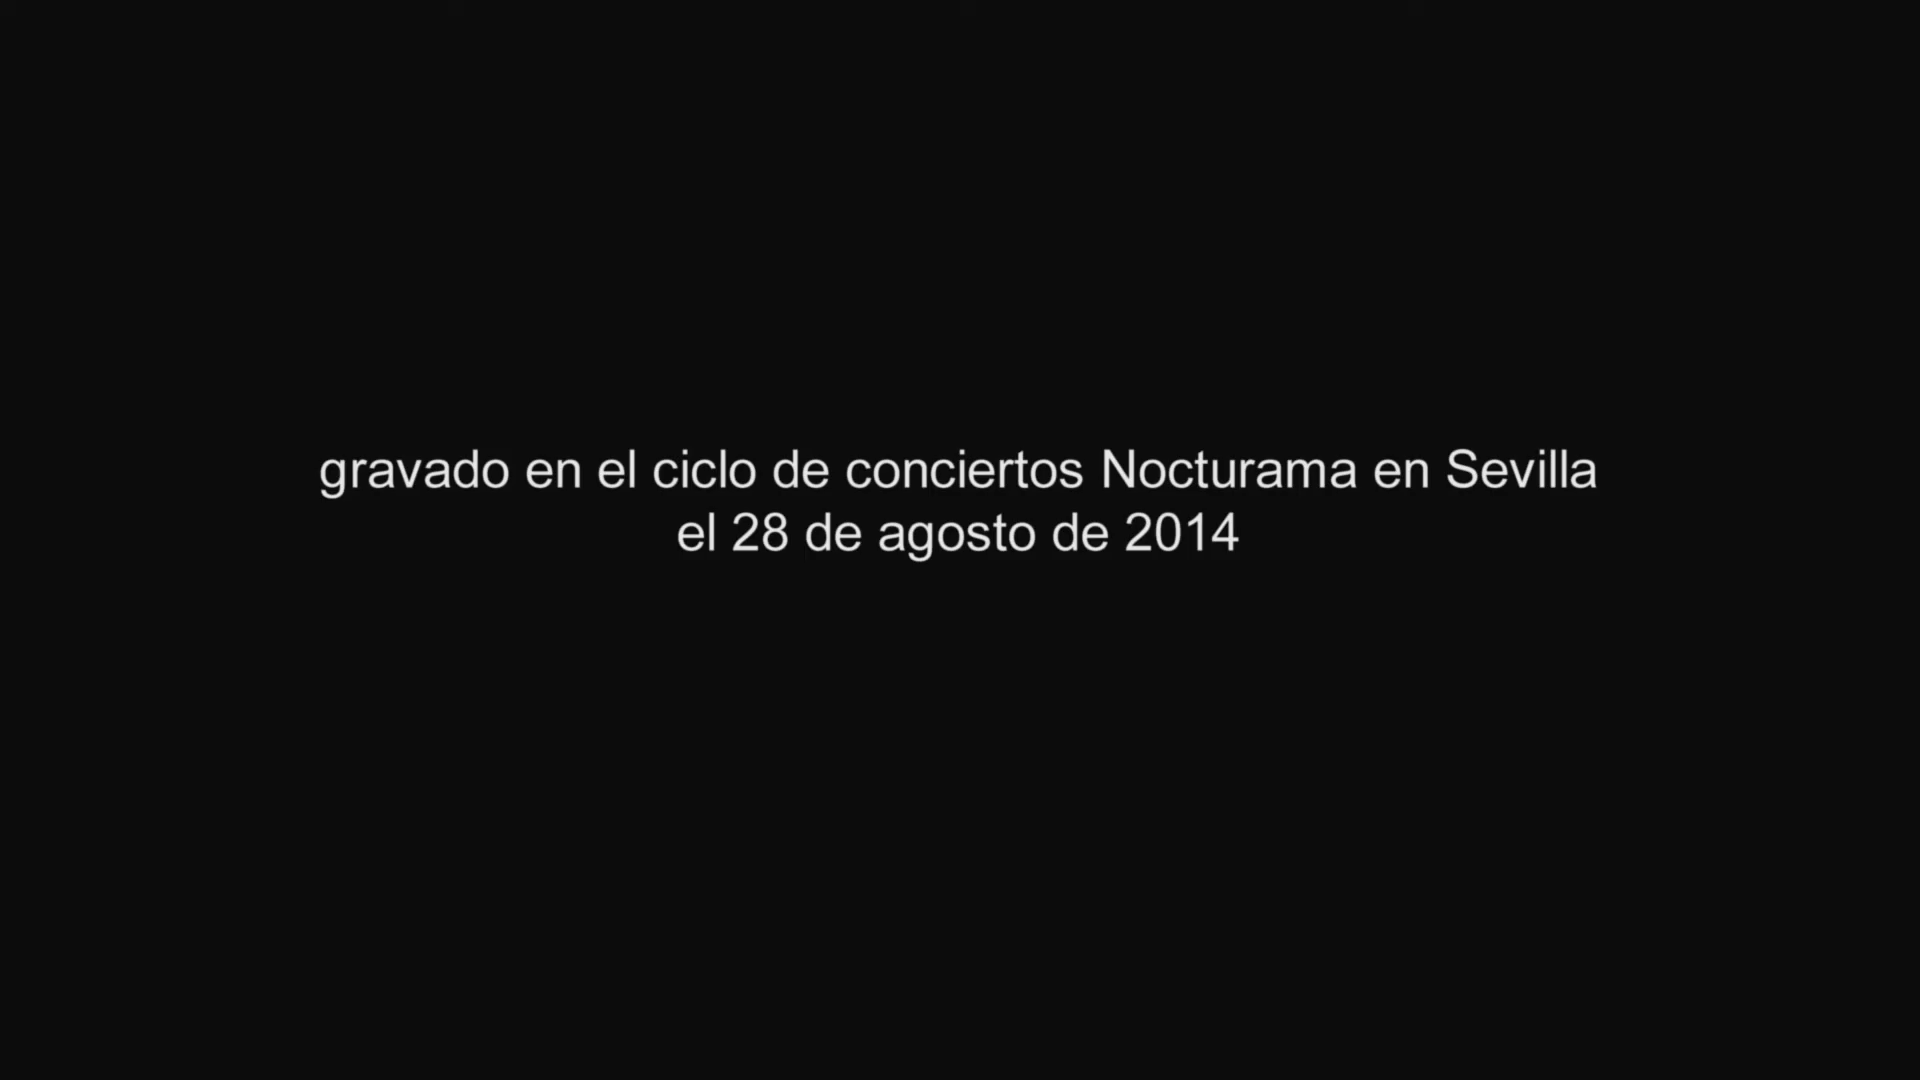 gravado en el ciclo de conciertos Nocturama en Sevilla
el 28 de agosto de 2014